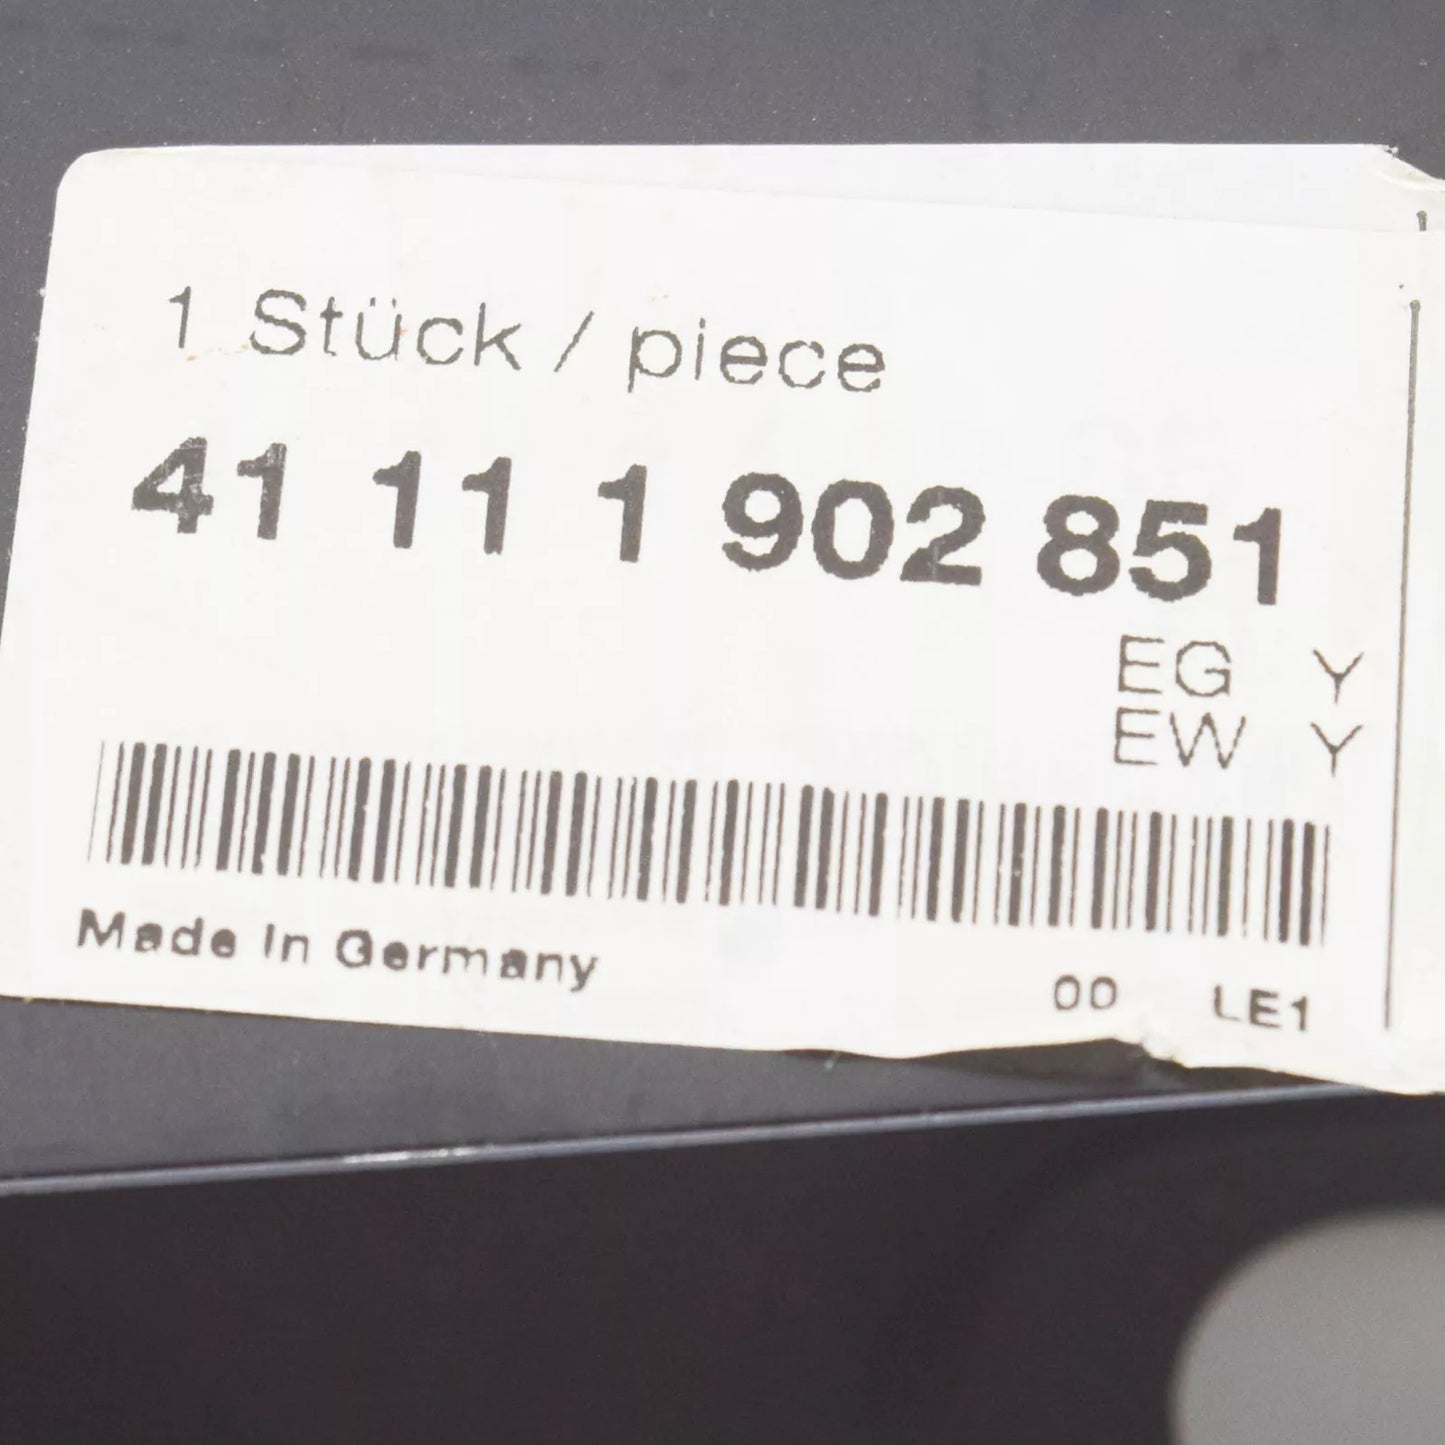 1 Stück / piece
41 11 1 902 851
EG Y
EW Y
Made In Germany
00 LE1